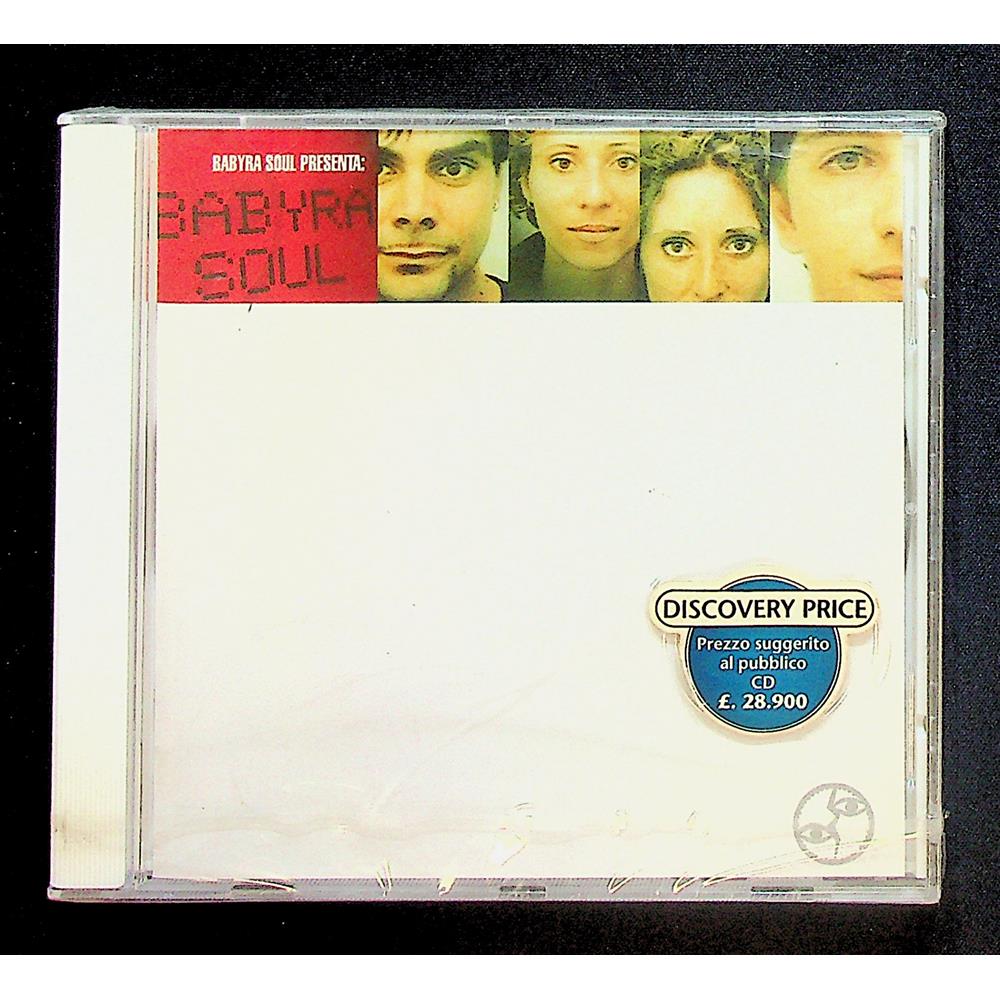 BABYRA SOUL PRESENTA:
BABYRA
SOUL
DISCOVERY PRICE
Prezzo suggerito
al pubblico
CD
£. 28.900